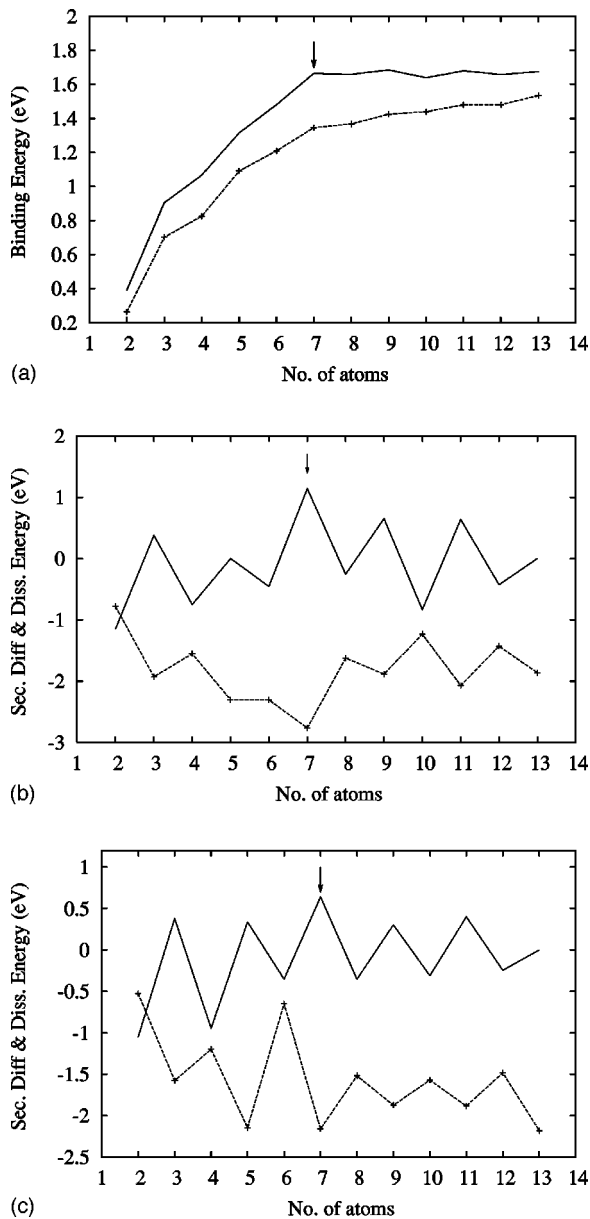 2
1.8
1.6
1.4
1.2
1
0.8
0.6
0.4
0.2
Binding Energy (eV)
1 2 3 4 5 6 7 8 9 10 11 12 13 14
No. of atoms
(a)
2
1
0
-1
-2
-3
Sec. Diff & Diss. Energy (eV)
1 2 3 4 5 6 7 8 9 10 11 12 13 14
No. of atoms
(b)
1
0.5
0
-0.5
-1
-1.5
-2
-2.5
Sec. Diff & Diss. Energy (eV)
1 2 3 4 5 6 7 8 9 10 11 12 13 14
No. of atoms
(c)